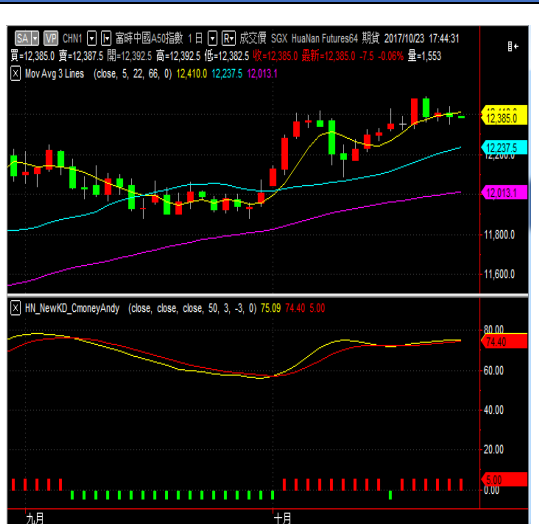 SA VP CHN1 I 富時中國A50指數 1日 R 成交價 SGX HuaNan Futures64 期貨 2017/10/23 17:44:31
買=12,385.0 賣=12,387.5 開=12,392.5 高=12,392.5 低=12,382.5 收=12,385.0 最新=12,385.0 -7.5 -0.06% 量=1,553
X Mov Avg 3 Lines (close, 5, 22, 66, 0) 12,410.0 12,237.5 12,013.1
12,385.0
12,237.5
12,200.0
12,013.1
11,800.0
11,600.0
X HN_NewKD_CmoneyAndy (close, close, close, 50, 3, -3, 0) 75.09 74.40 5.00
80.00
74.40
60.00
40.00
20.00
5.00
0.00
九月 十月